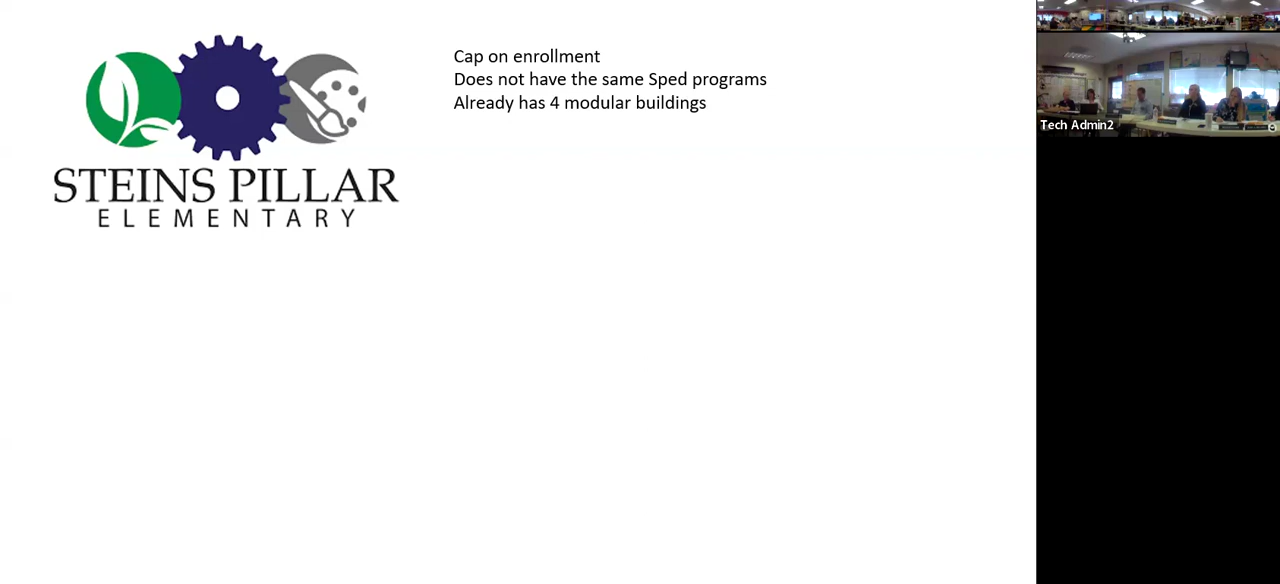 STEINS PILLAR
ELEMENTARY
Cap on enrollment
Does not have the same Sped programs
Already has 4 modular buildings
Tech Admin2